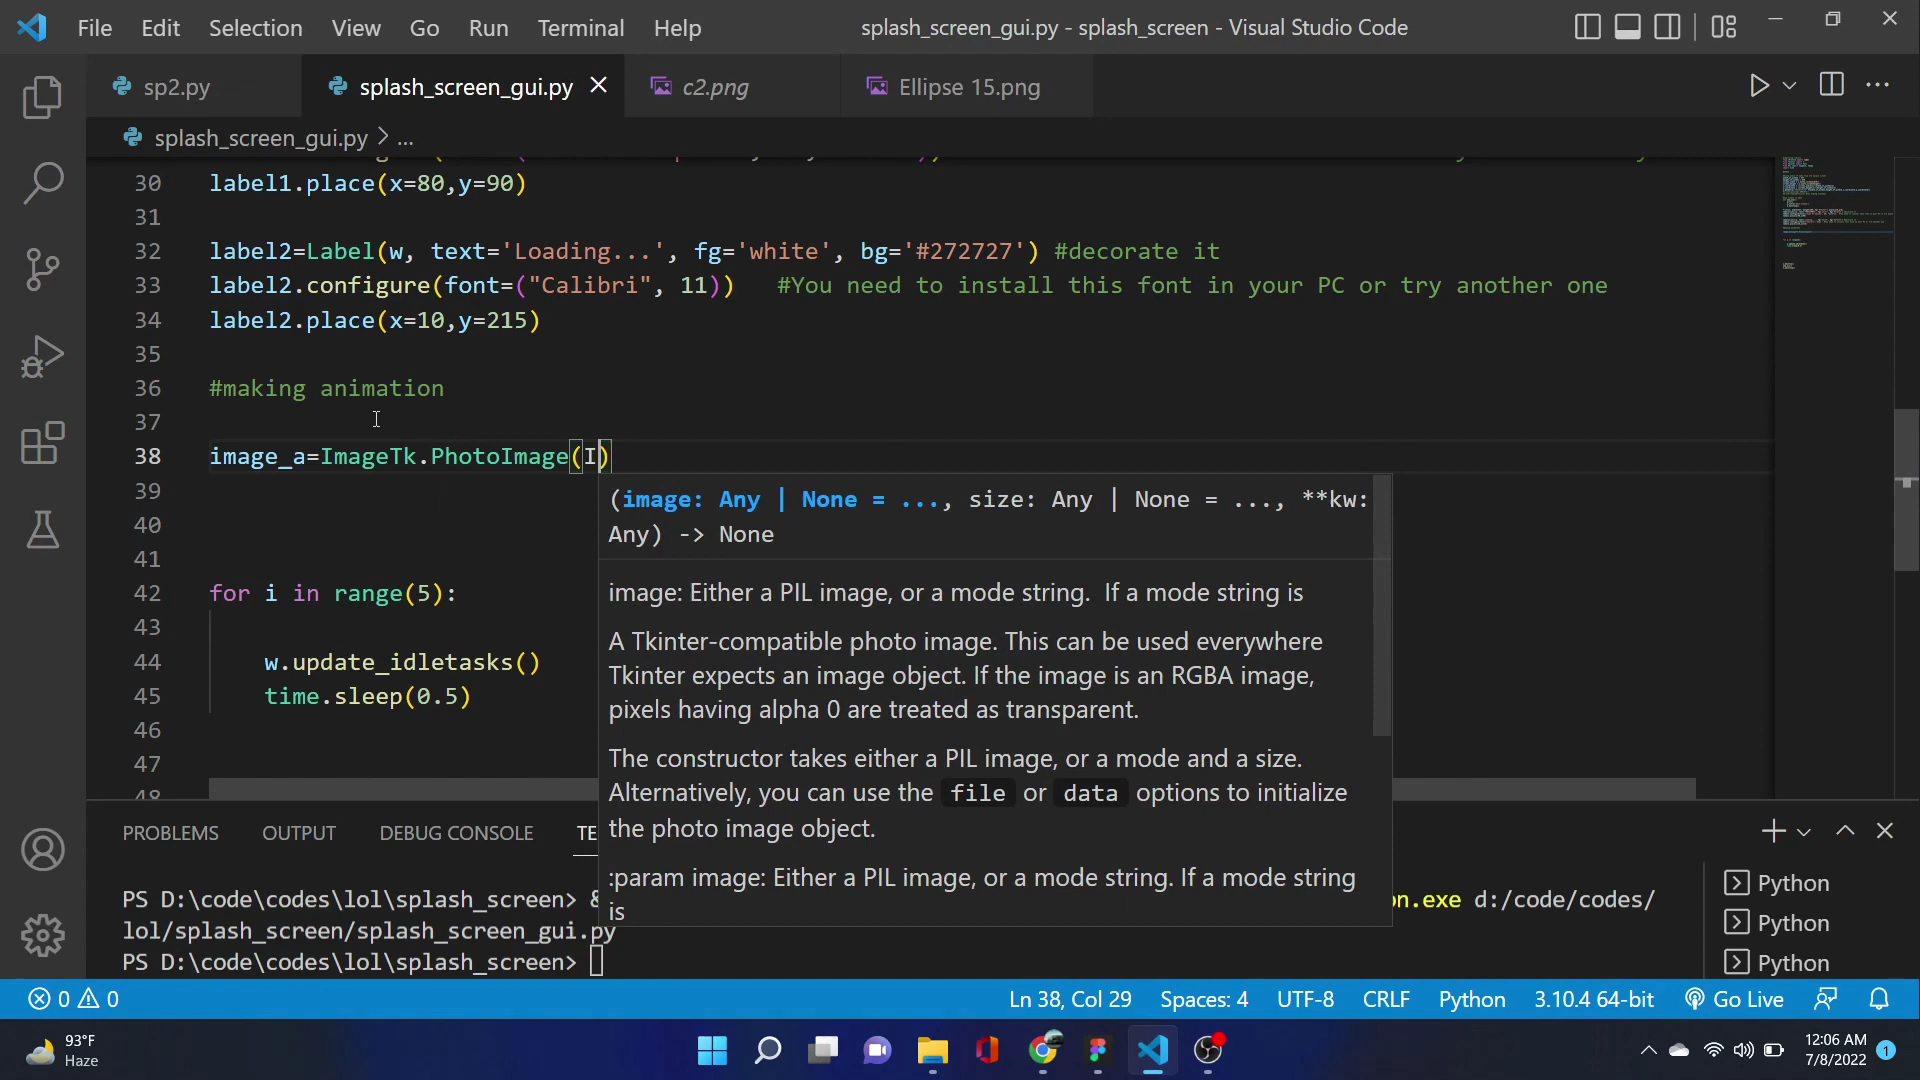 File Edit Selection View Go Run Terminal Help splash_screen_gui.py - splash_screen - Visual Studio Code
sp2.py splash_screen_gui.py c2.png Ellipse 15.png
splash_screen_gui.py > ...
30 label1.place(x=80,y=90)
31
32 label2=Label(w, text='Loading...', fg='white', bg='#272727') #decorate it
33 label2.configure(font=("Calibri", 11)) #You need to install this font in your PC or try another one
34 label2.place(x=10,y=215)
35
36 #making animation
37
38 image_a=ImageTk.PhotoImage(I)
39
40
41
42 for i in range(5):
43
44 w.update_idletasks()
45 time.sleep(0.5)
46
47
48
(image: Any | None = ..., size: Any | None = ..., **kw:
Any) -> None
image: Either a PIL image, or a mode string. If a mode string is
A Tkinter-compatible photo image. This can be used everywhere
Tkinter expects an image object. If the image is an RGBA image,
pixels having alpha 0 are treated as transparent.
The constructor takes either a PIL image, or a mode and a size.
Alternatively, you can use the file or data options to initialize
the photo image object.
:param image: Either a PIL image, or a mode string. If a mode string
is
PROBLEMS OUTPUT DEBUG CONSOLE TE
PS D:\code\codes\lol\splash_screen> & on.exe d:/code/codes/
lol/splash_screen/splash_screen_gui.py
PS D:\code\codes\lol\splash_screen>
Python
Python
Python
0 0 Ln 38, Col 29 Spaces: 4 UTF-8 CRLF Python 3.10.4 64-bit Go Live
93°F
Haze
12:06 AM
7/8/2022
1